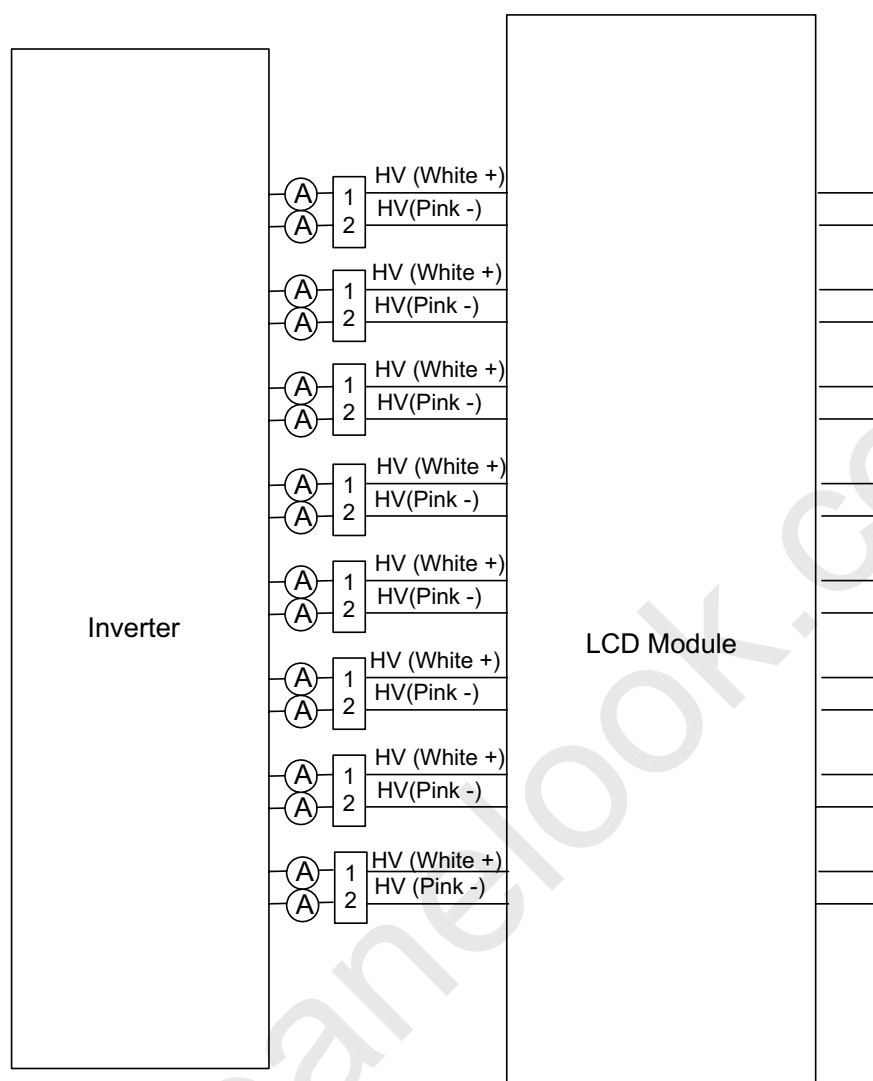 HV (White +)
A 1
HV(Pink -)
A 2
HV (White +)
A 1
HV(Pink -)
A 2
HV (White +)
A 1
HV(Pink -)
A 2
HV (White +)
A 1
HV(Pink -)
A 2
HV (White +)
A 1
HV(Pink -)
A 2
Inverter
LCD Module
HV (White +)
A 1
HV(Pink -)
A 2
HV (White +)
A 1
HV(Pink -)
A 2
HV (White +)
A 1
HV (Pink -)
A 2
anelook.co